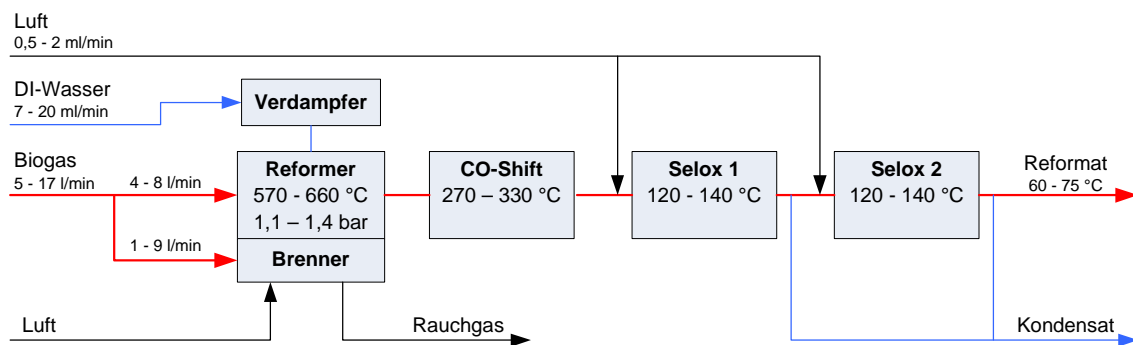 Luft
0,5 - 2 ml/min
DI-Wasser
7 - 20 ml/min
Verdampfer
Biogas
5 - 17 l/min
4 - 8 l/min
1 - 9 l/min
Reformer
570 - 660 °C
1,1 – 1,4 bar
Brenner
CO-Shift
270 – 330 °C
Selox 1
120 - 140 °C
Selox 2
120 - 140 °C
Reformat
60 - 75 °C
Luft
Rauchgas
Kondensat